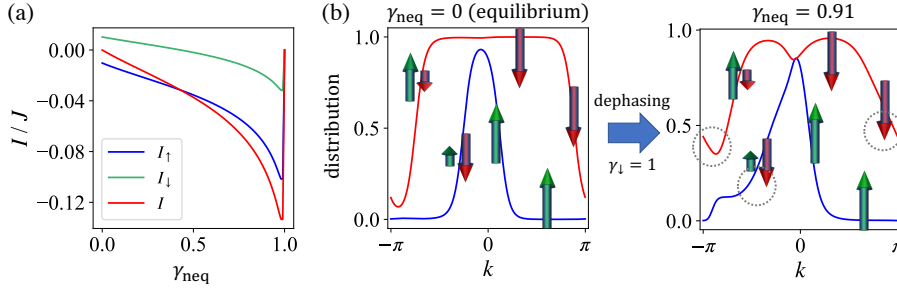 (a)
0.00
−0.04
−0.08
−0.12
I / J
I↑
I↓
I
0.0
0.5
1.0
γneq
(b)
γneq = 0 (equilibrium)
distribution
1.0
0.5
0.0
−π
0
π
k
dephasing
γ↓ = 1
γneq = 0.91
1.0
0.5
0.0
−π
0
π
k